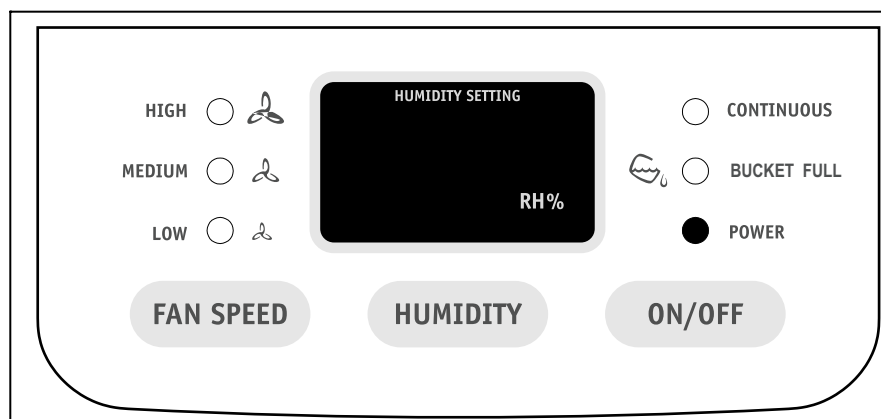 HUMIDITY SETTING
HIGH
CONTINUOUS
MEDIUM
BUCKET FULL
RH%
LOW
POWER
FAN SPEED
HUMIDITY
ON/OFF